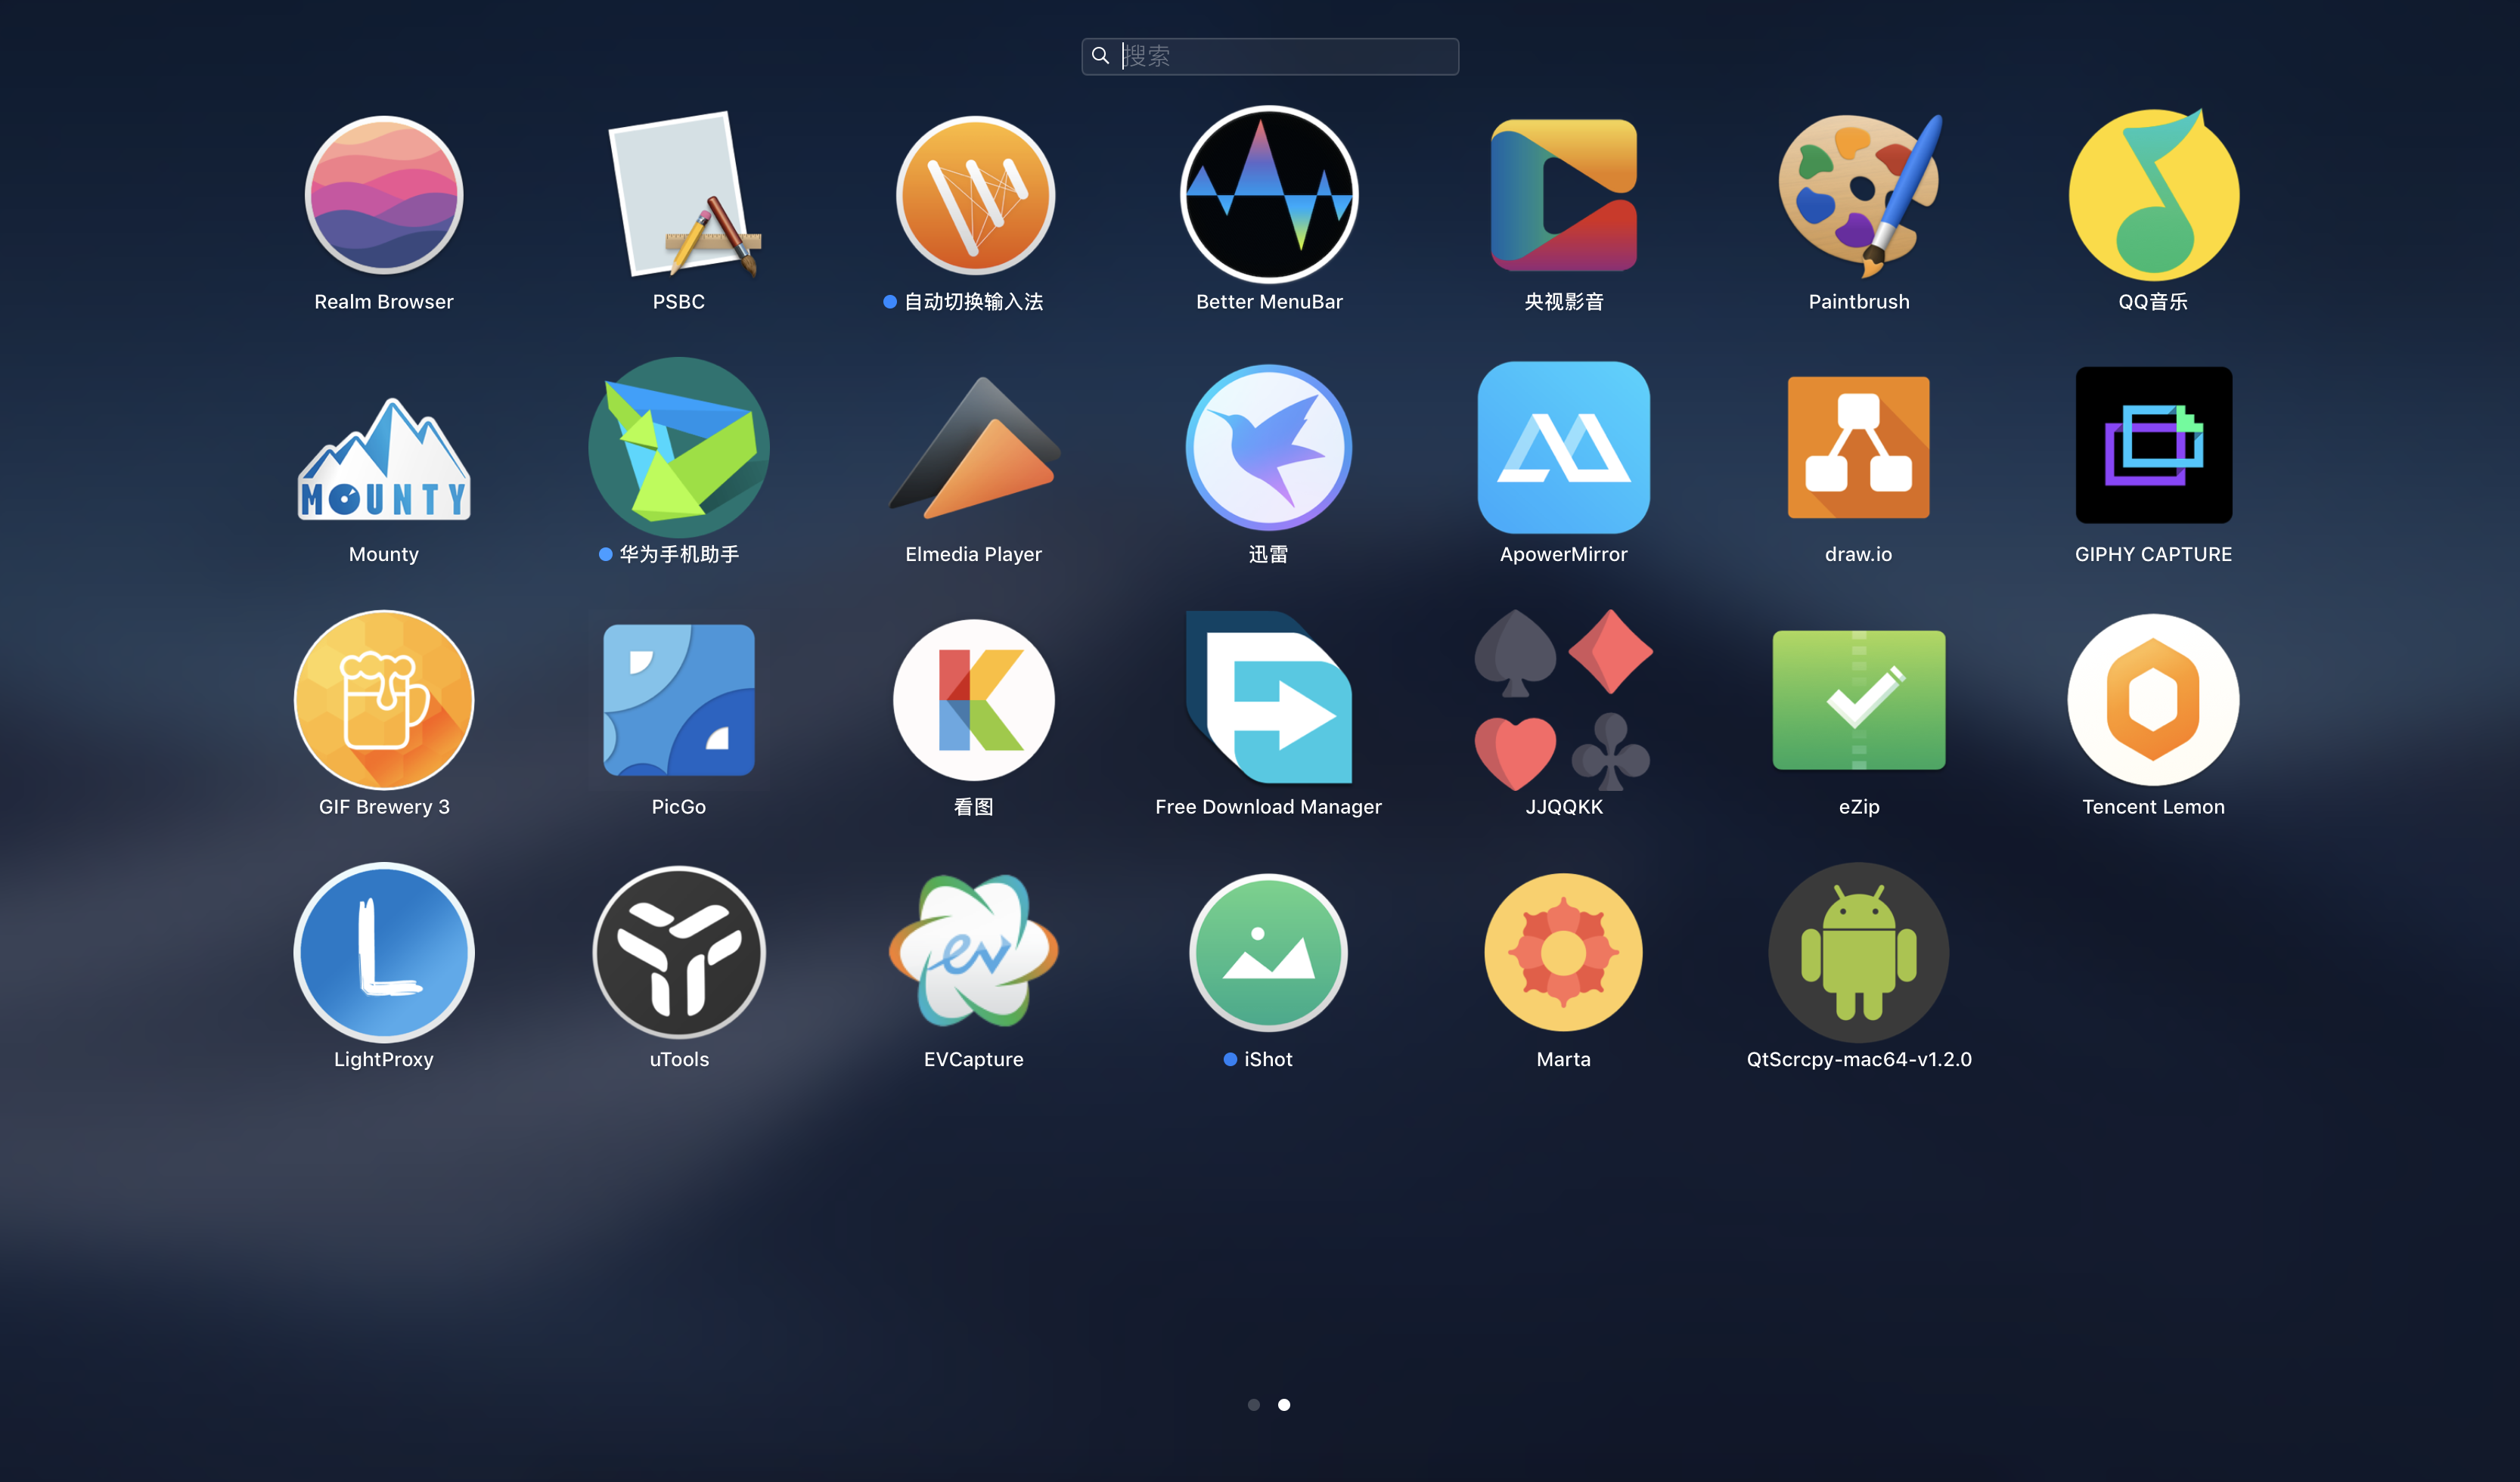 搜索
Realm Browser
PSBC
自动切换输入法
Better MenuBar
央视影音
Paintbrush
QQ音乐
MOUNTY
Mounty
华为手机助手
Elmedia Player
迅雷
ApowerMirror
draw.io
GIPHY CAPTURE
K
GIF Brewery 3
PicGo
看图
Free Download Manager
JJQQKK
eZip
Tencent Lemon
L
ev
LightProxy
uTools
EVCapture
iShot
Marta
QtScrcpy-mac64-v1.2.0